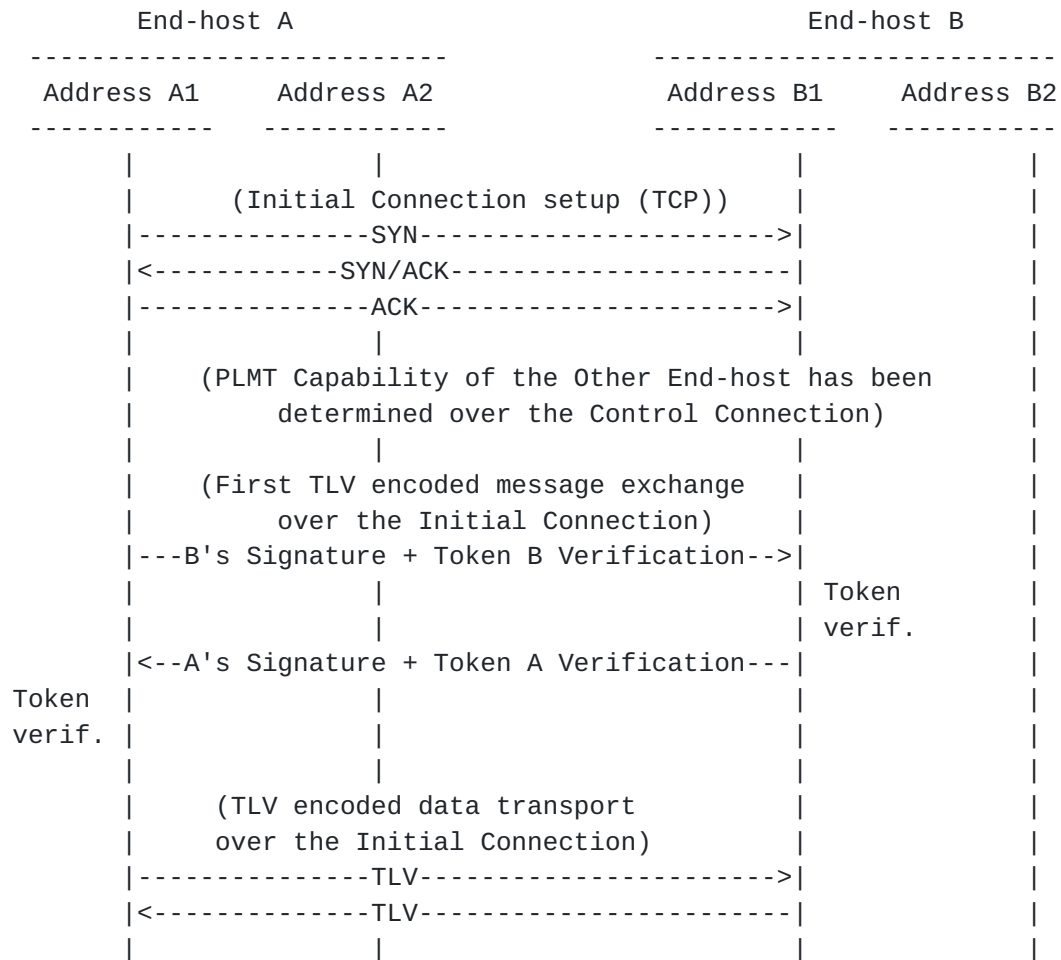 End-host A                                 End-host B
 ---------------------------             --------------------------
  Address A1     Address A2               Address B1     Address B2
 ------------   ------------             ------------   -----------
       |                |                          |              |
       |      (Initial Connection setup (TCP))     |              |
       |---------------SYN----------------------->|              |
       |<------------SYN/ACK----------------------|              |
       |---------------ACK----------------------->|              |
       |                |                          |              |
       |    (PLMT Capability of the Other End-host has been       |
       |         determined over the Control Connection)          |
       |                |                          |              |
       |    (First TLV encoded message exchange    |              |
       |         over the Initial Connection)      |              |
       |---B's Signature + Token B Verification-->|              |
       |                |                          | Token        |
       |                |                          | verif.       |
       |<--A's Signature + Token A Verification---|              |
Token  |                |                          |              |
verif. |                |                          |              |
       |                |                          |              |
       |     (TLV encoded data transport           |              |
       |     over the Initial Connection)          |              |
       |---------------TLV----------------------->|              |
       |<--------------TLV------------------------|              |
       |                |                          |              |